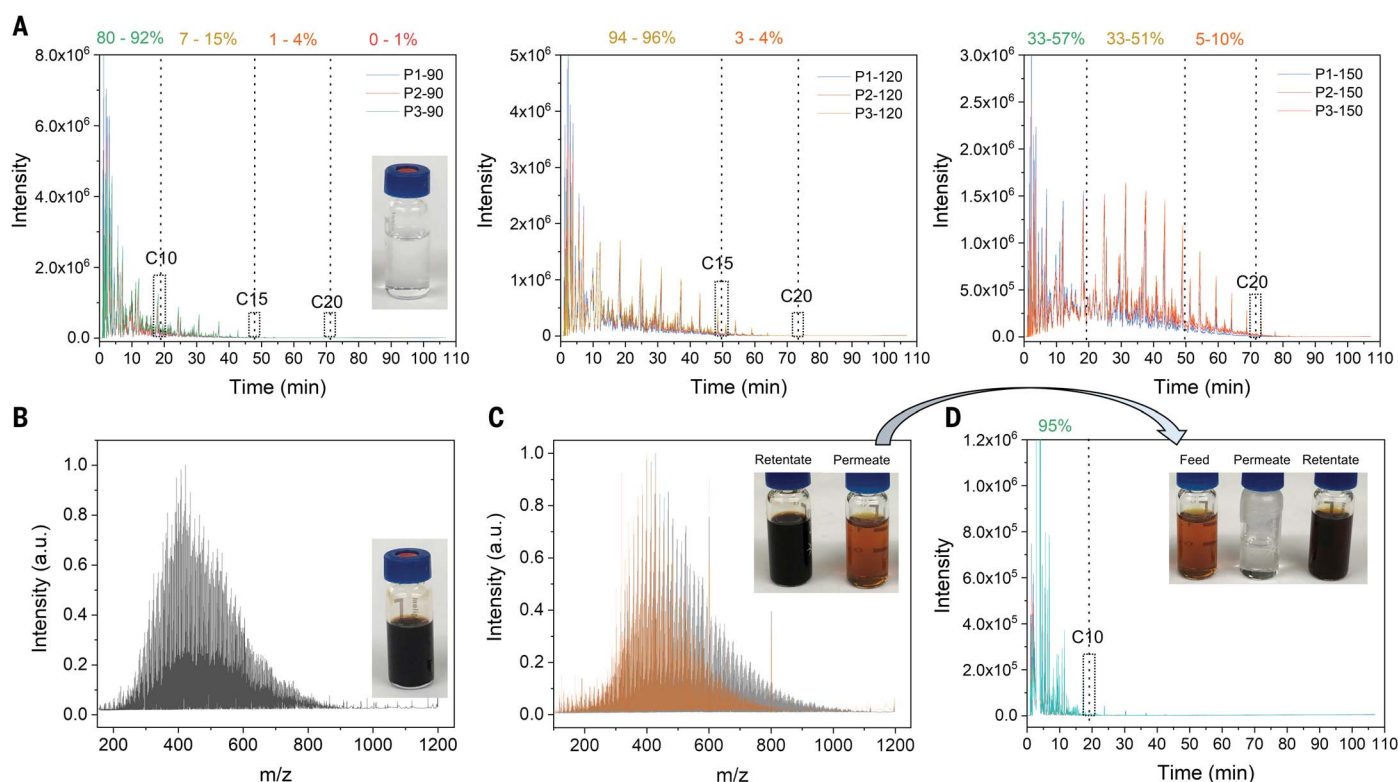 A
80 - 92% 7 - 15% 1 - 4% 0 - 1%
8.0x10⁶
6.0x10⁶
4.0x10⁶
2.0x10⁶
0.0
Intensity
P1-90
P2-90
P3-90
C10
C15
C20
0 10 20 30 40 50 60 70 80 90 100 110
Time (min)
94 - 96% 3 - 4%
5x10⁶
4x10⁶
3x10⁶
2x10⁶
1x10⁶
0
Intensity
P1-120
P2-120
P3-120
C15
C20
0 10 20 30 40 50 60 70 80 90 100 110
Time (min)
33-57% 33-51% 5-10%
3.0x10⁶
2.5x10⁶
2.0x10⁶
1.5x10⁶
1.0x10⁶
5.0x10⁵
0.0
Intensity
P1-150
P2-150
P3-150
C20
0 10 20 30 40 50 60 70 80 90 100 110
Time (min)
B
1.0
0.8
0.6
0.4
0.2
0.0
Intensity (a.u.)
200 400 600 800 1000 1200
m/z
C
1.0
0.8
0.6
0.4
0.2
0.0
Intensity (a.u.)
Retentate Permeate
200 400 600 800 1000 1200
m/z
D
95%
1.2x10⁶
1.0x10⁶
8.0x10⁵
6.0x10⁵
4.0x10⁵
2.0x10⁵
0.0
Intensity
Feed Permeate Retentate
C10
0 10 20 30 40 50 60 70 80 90 100 110
Time (min)